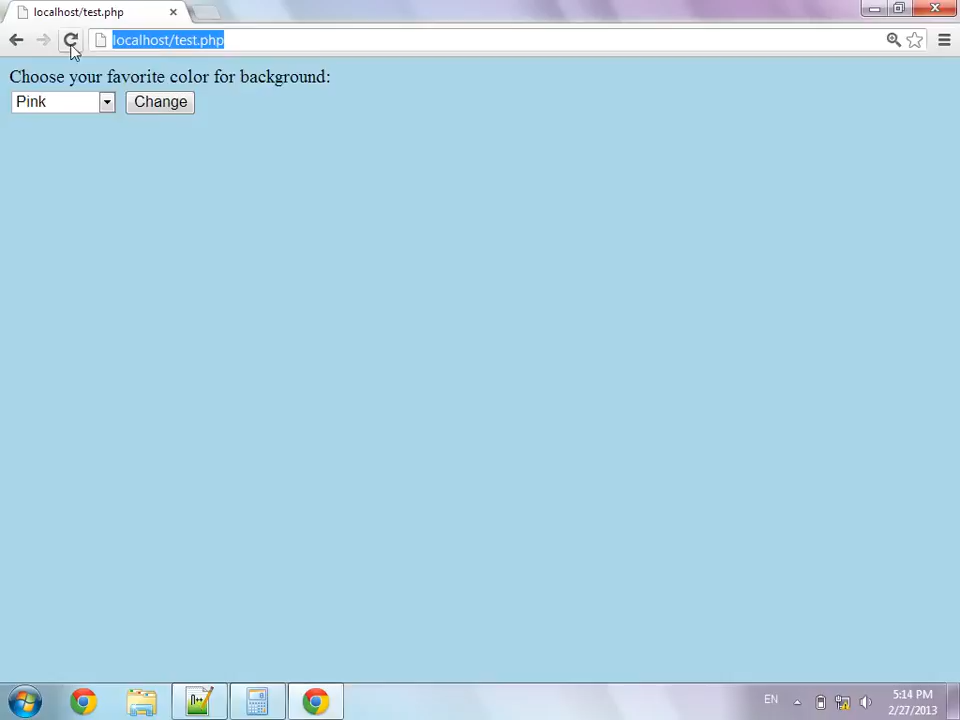 localhost/test.php
localhost/test.php
Choose your favorite color for background:
Pink
Change
EN
5:14 PM
2/27/2013